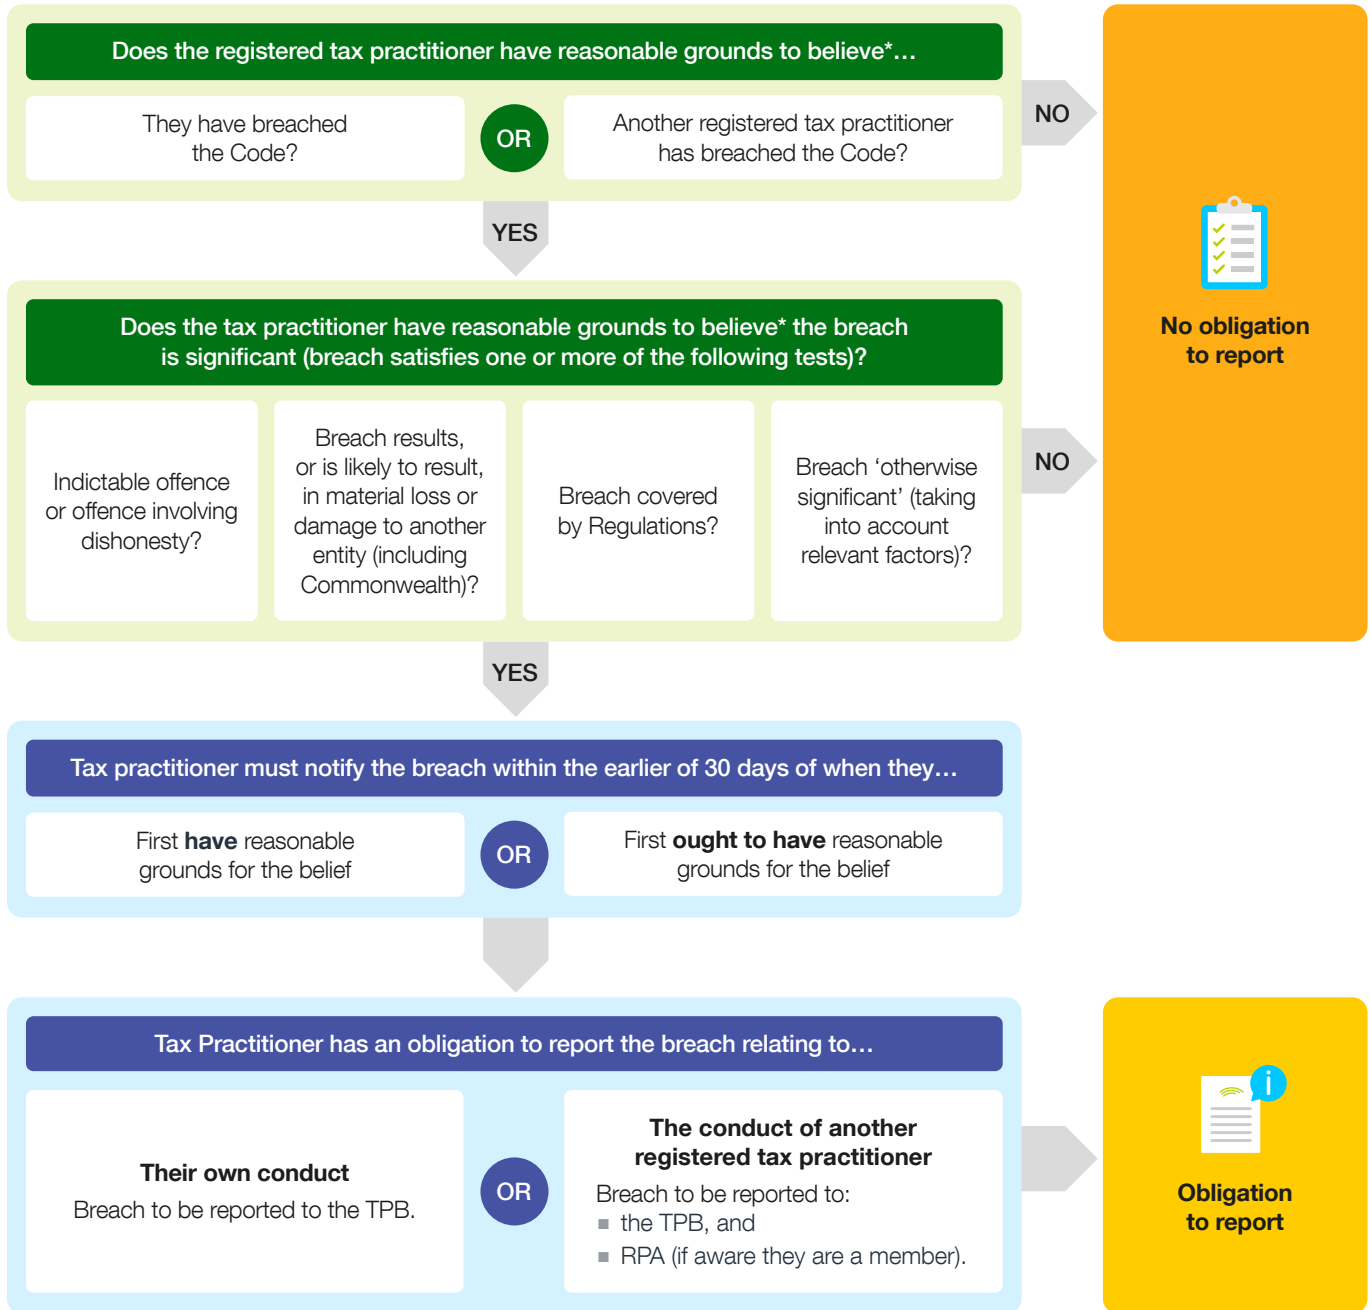 Does the registered tax practitioner have reasonable grounds to believe*…
They have breached
the Code?
OR
Another registered tax practitioner
has breached the Code?
NO
YES
Does the tax practitioner have reasonable grounds to believe* the breach
is significant (breach satisfies one or more of the following tests)?
Indictable offence
or offence involving
dishonesty?
Breach results,
or is likely to result,
in material loss or
damage to another
entity (including
Commonwealth)?
Breach covered
by Regulations?
Breach ‘otherwise
significant’ (taking
into account
relevant factors)?
NO
No obligation
to report
YES
Tax practitioner must notify the breach within the earlier of 30 days of when they…
First have reasonable
grounds for the belief
OR
First ought to have reasonable
grounds for the belief
Tax Practitioner has an obligation to report the breach relating to…
Their own conduct
Breach to be reported to the TPB.
OR
The conduct of another
registered tax practitioner
Breach to be reported to:
■ the TPB, and
■ RPA (if aware they are a member).
i
Obligation
to report